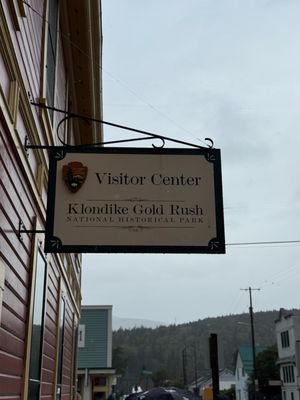 Visitor Center
Klondike Gold Rush
NATIONAL HISTORICAL PARK